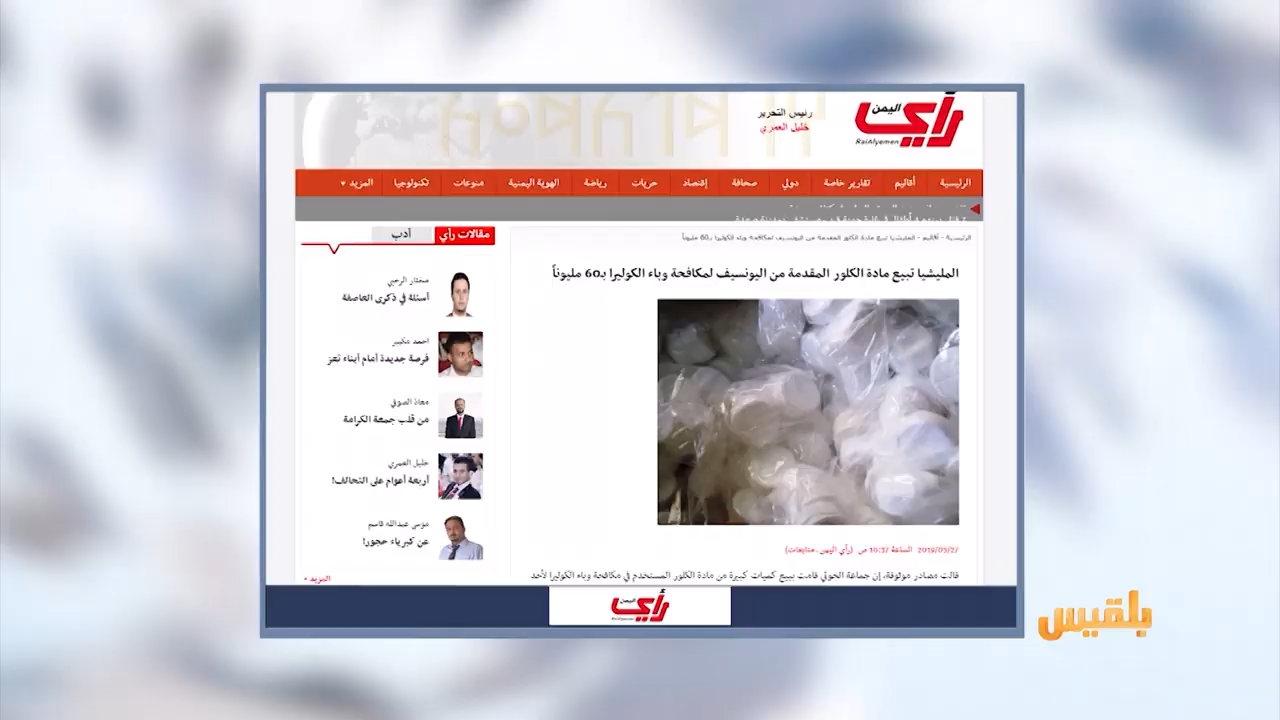 رأي
اليمن
RaiAlyemen
رئيس التحرير
خليل العمري
الرئيسية أقاليم تقارير خاصة دولي صحافة إقتصاد حريات رياضة الهوية اليمنية منوعات تكنولوجيا المزيد
الرئيسية - أقاليم - المليشيا تبيع مادة الكلور المقدمة من اليونسيف لمكافحة وباء الكوليرا بـ60 مليوناً
المليشيا تبيع مادة الكلور المقدمة من اليونسيف لمكافحة وباء الكوليرا بـ60 مليوناً
2019/03/27 الساعة 10:37 ص (رأي اليمن ـ متابعات)
قالت مصادر موثوقة، إن جماعة الحوثي قامت ببيع كميات كبيرة من مادة الكلور المستخدم في مكافحة وباء الكوليرا لأحد
مقالات رأي أدب
مختار الرحبي
أسئلة في ذكرى العاصفة
احمد مكيبر
فرصة جديدة أمام أبناء تعز
معاذ الصوفي
من قلب جمعة الكرامة
خليل العمري
أربعة أعوام على التحالف!
موسى عبدالله قاسم
عن كبرياء حجور!
المزيد
رأي
اليمن
RaiAlyemen
بلقيس